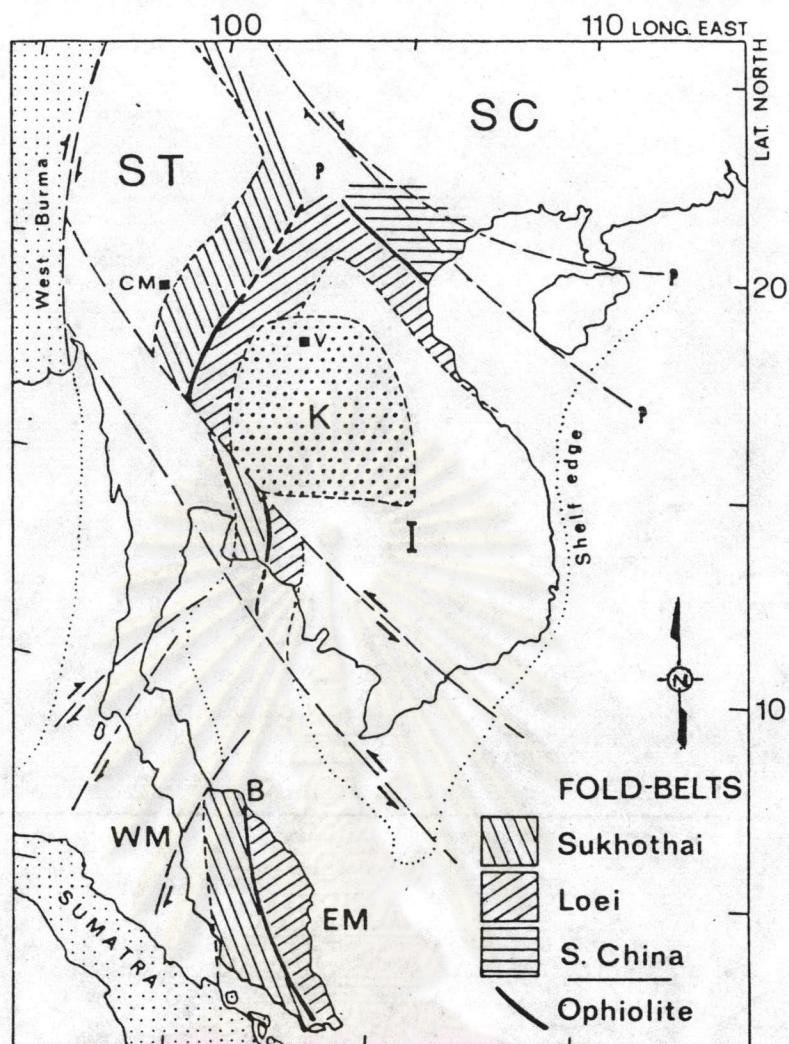 100
110 LONG. EAST
LAT. NORTH
SC
ST
?
West Burma
CM
20
?
V
K
?
Shelf edge
I
N
10
FOLD-BELTS
B
Sukhothai
WM
Loei
EM
SUMATRA
S. China
Ophiolite